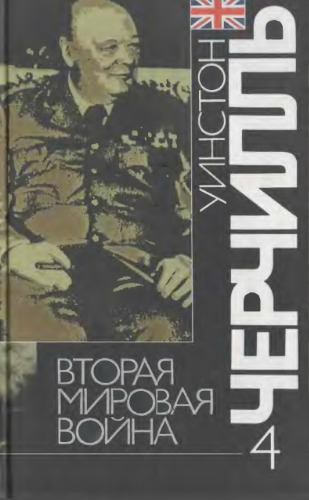 УИНСТОН
ЧЕРЧИЛЛЬ
ВТОРАЯ
МИРОВАЯ
ВОЙНА
4